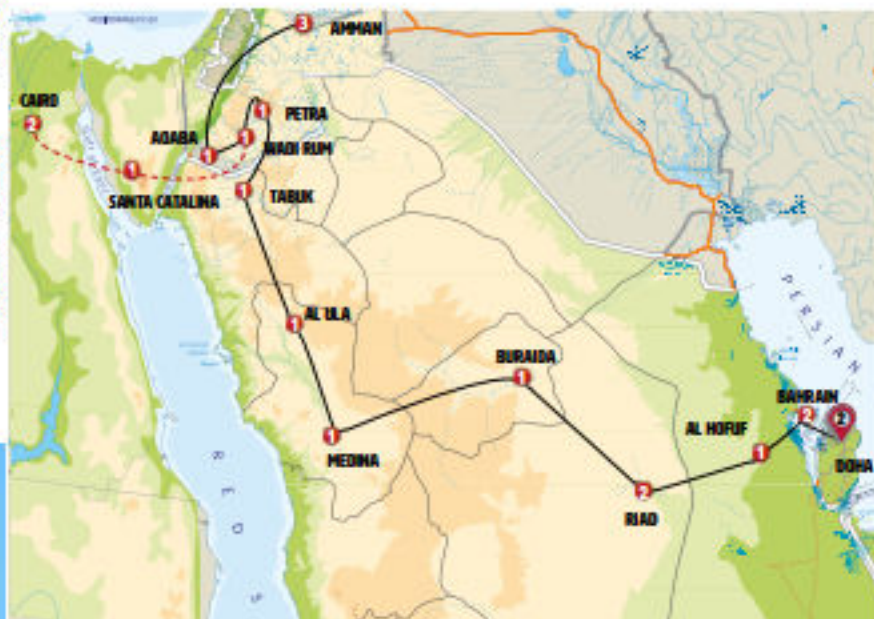 3
AMMAN
CAIRO
2
1
PETRA
AQABA
1
1
WADI RUM
1
SANTA CATALINA
1
TABUK
1
AL ULA
PERSIAN
BURAIDA
1
BAHRAIN
2
2
AL HOFUF
1
DOHA
1
MEDINA
2
RIAD
RED S